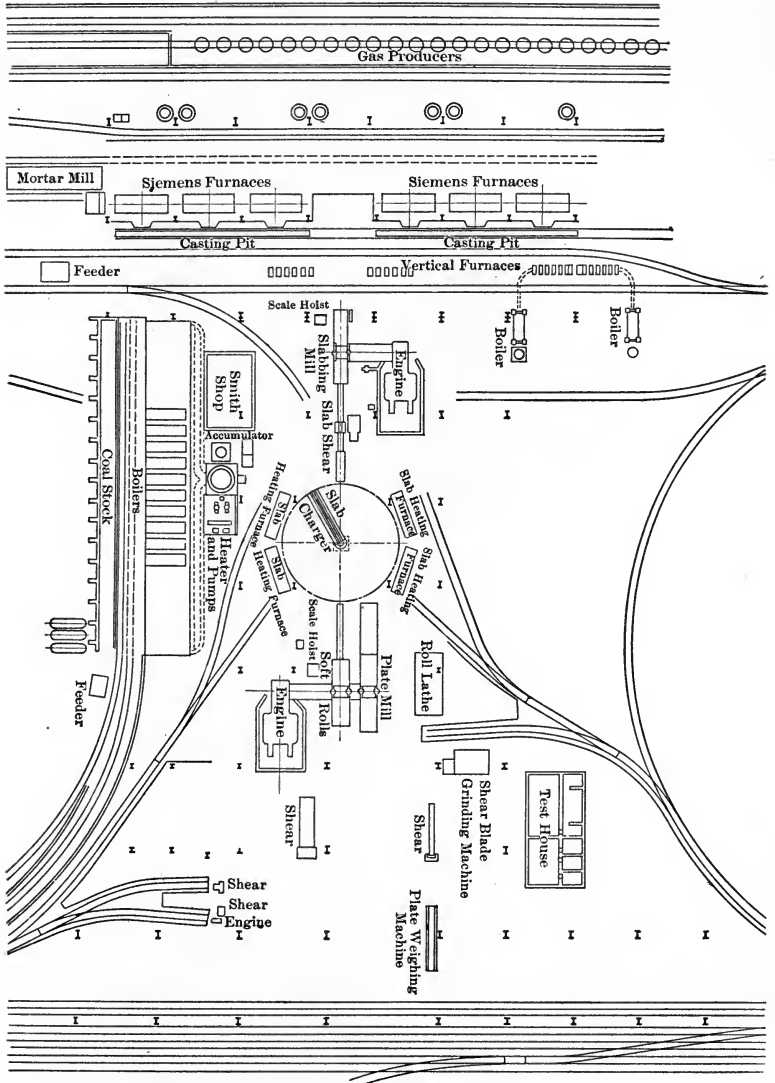 Gas Producers
Mortar Mill
Siemens Furnaces
Siemens Furnaces
Casting Pit
Casting Pit
Feeder
Vertical Furnaces
Scale Hoist
Slabbing
Mill
Engine
Boiler
Boiler
Smith
Shop
Slab Shear
Accumulator
Coal Stock
Boilers
Heater
and Pumps
Slab
Heating Furnace
Slab
Charger
Slab Heating
Furnace
Slab
Heating Furnace
Slab Heating
Furnace
Scale Hoist
Soft
Rolls
Plate Mill
Roll Lathe
Feeder
Engine
Shear
Shear
Shear Blade
Grinding Machine
Test House
Shear
Shear
Engine
Plate Weighing
Machine